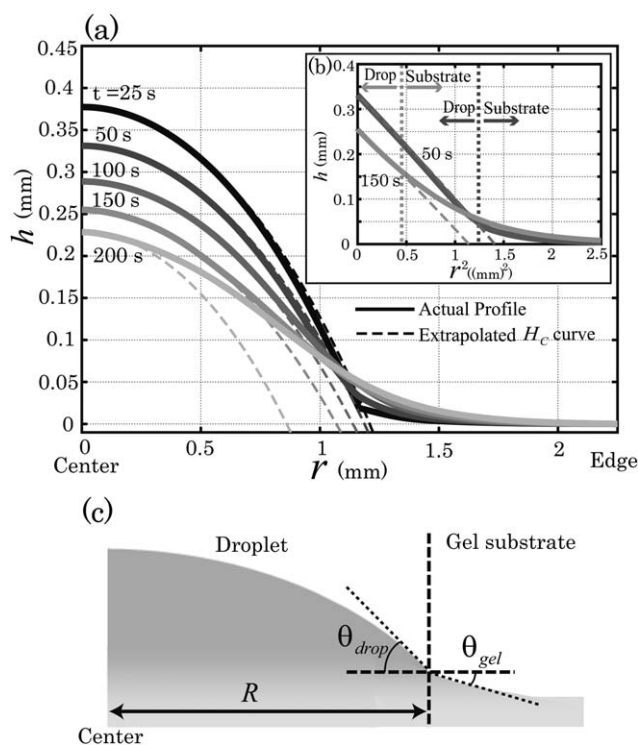 (a)
0.45
0.4
0.35
0.3
0.25
0.2
0.15
0.1
0.05
0
h (mm)
t =25 s
50 s
100 s
150 s
200 s
(b)
0.4
0.3
0.2
0.1
0
h (mm)
Drop Substrate
Drop Substrate
50 s
150 s
0 0.5 1 1.5 2 2.5
r² ((mm)²)
Actual Profile
Extrapolated H_C curve
0 0.5 1 1.5 2
Center r (mm) Edge
(c)
Droplet Gel substrate
θ_drop
θ_gel
R
Center